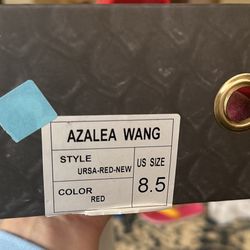 AZALEA WANG
STYLE
URSA-RED-NEW
US SIZE
8.5
COLOR
RED